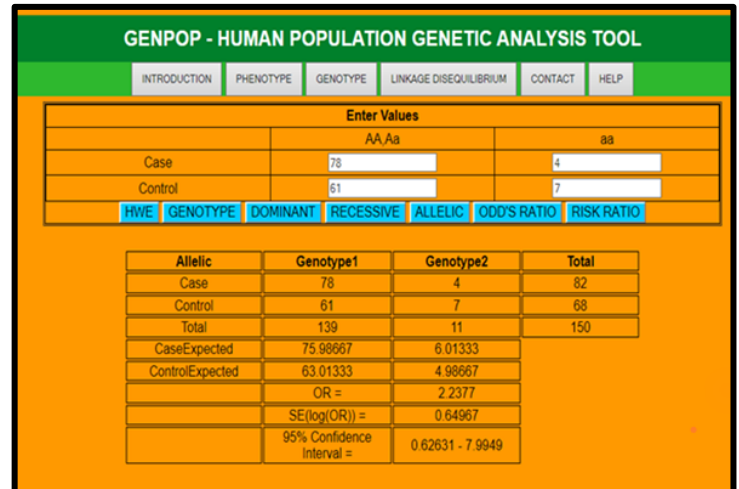 GENPOP - HUMAN POPULATION GENETIC ANALYSIS TOOL
INTRODUCTION PHENOTYPE GENOTYPE LINKAGE DISEQUILIBRIUM CONTACT HELP
Enter Values
AA,Aa aa
Case 78 4
Control 61 7
HWE GENOTYPE DOMINANT RECESSIVE ALLELIC ODD'S RATIO RISK RATIO
Allelic Genotype1 Genotype2 Total
Case 78 4 82
Control 61 7 68
Total 139 11 150
CaseExpected 75.98667 6.01333
ControlExpected 63.01333 4.98667
OR = 2.2377
SE(log(OR)) = 0.64967
95% Confidence
Interval = 0.62631 - 7.9949